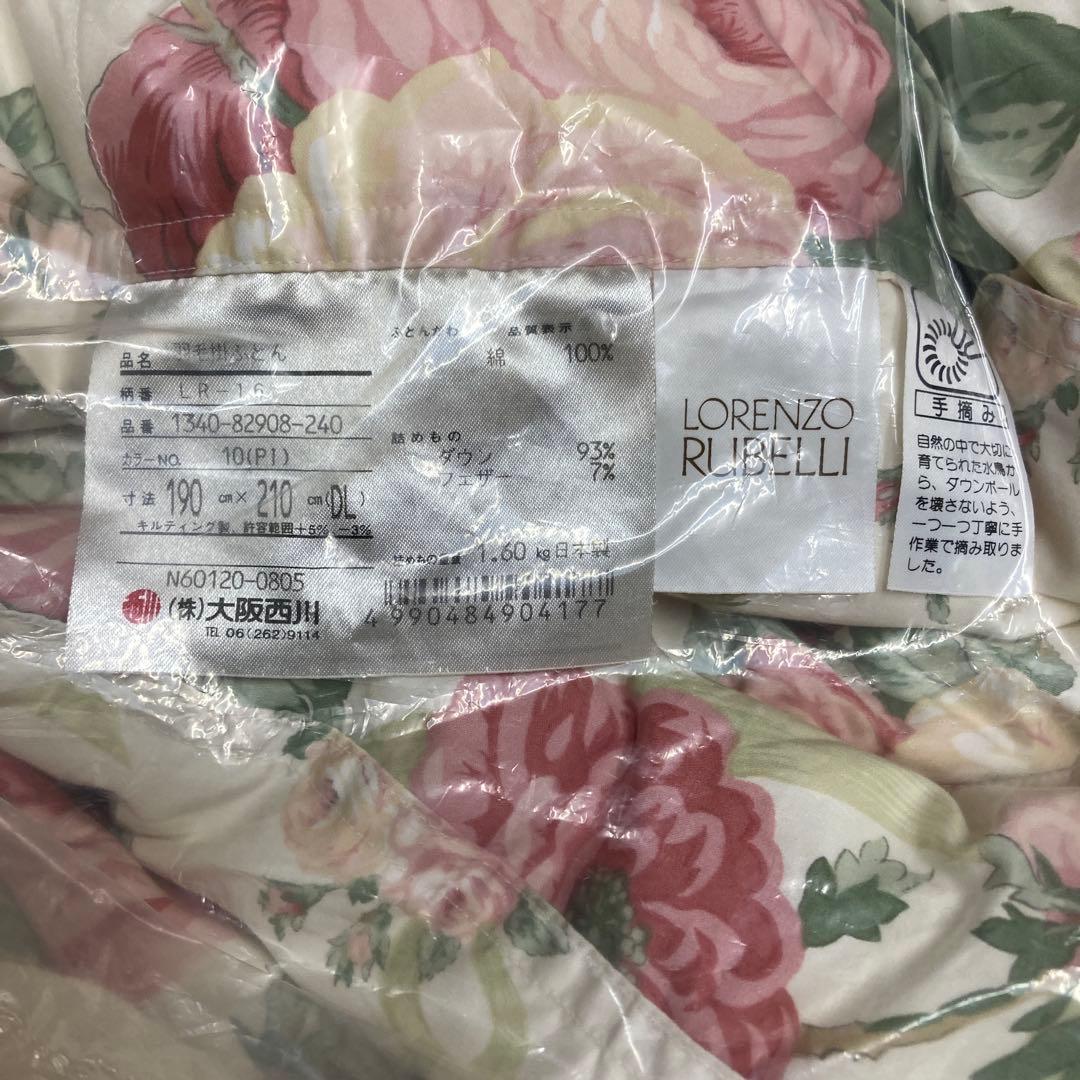 品名 羽毛掛ふとん
柄番 LR-16
品番 1340-82908-240
カラーNO. 10(PI)
寸法 190 cm × 210 cm(DL)
キルティング製、許容範囲+5% -3%
N60120-0805
(株)大阪西川
TEL 06(262)9114
ふとんがわ 品質表示
綿 100%
詰めもの
ダウン 93%
フェザー 7%
詰めもの重量 1.60 kg 日本製
4990484904177
LORENZO
RUBELLI
手摘み
自然の中で大切に
育てられた水鳥か
ら、ダウンボール
を壊さないよう、
一つ一つ丁寧に手
作業で摘み取りま
した。